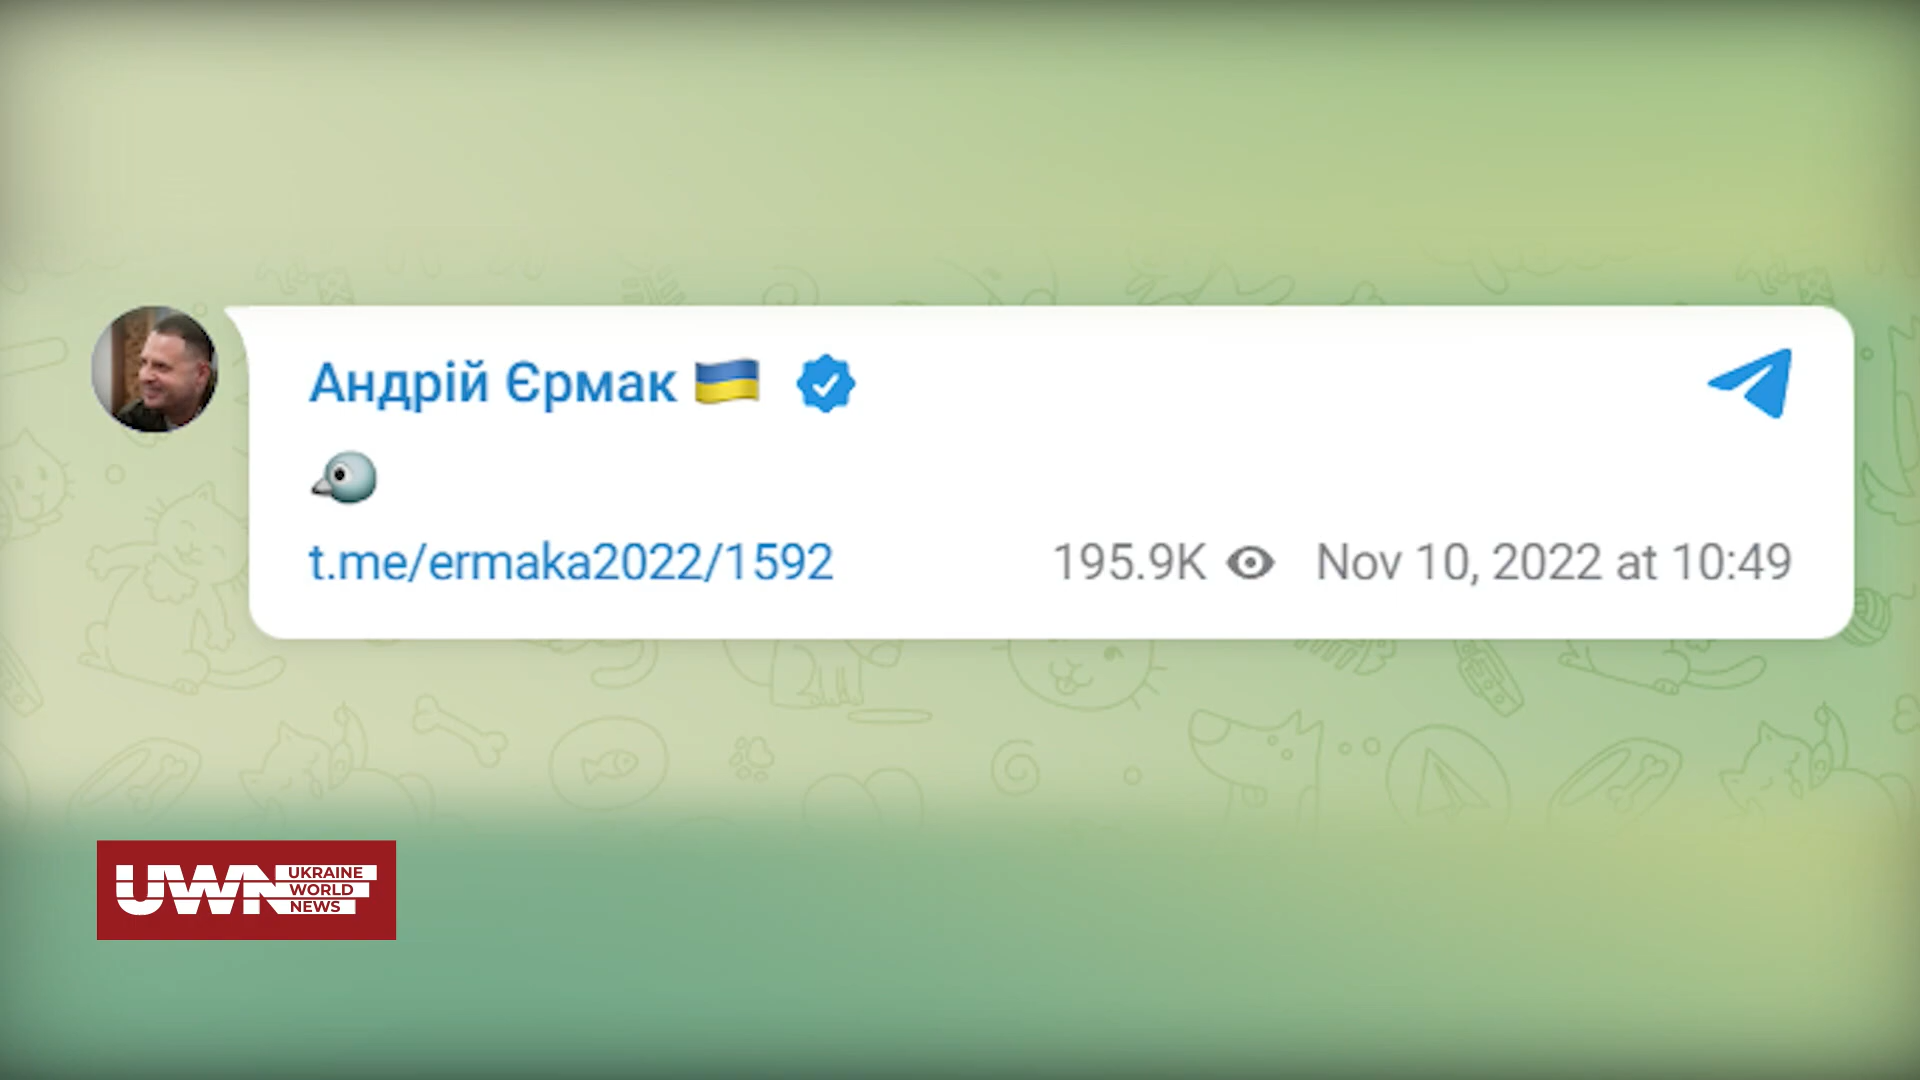 Андрій Єрмак 🇺🇦
t.me/ermaka2022/1592 195.9K Nov 10, 2022 at 10:49
UWN UKRAINE
WORLD
NEWS